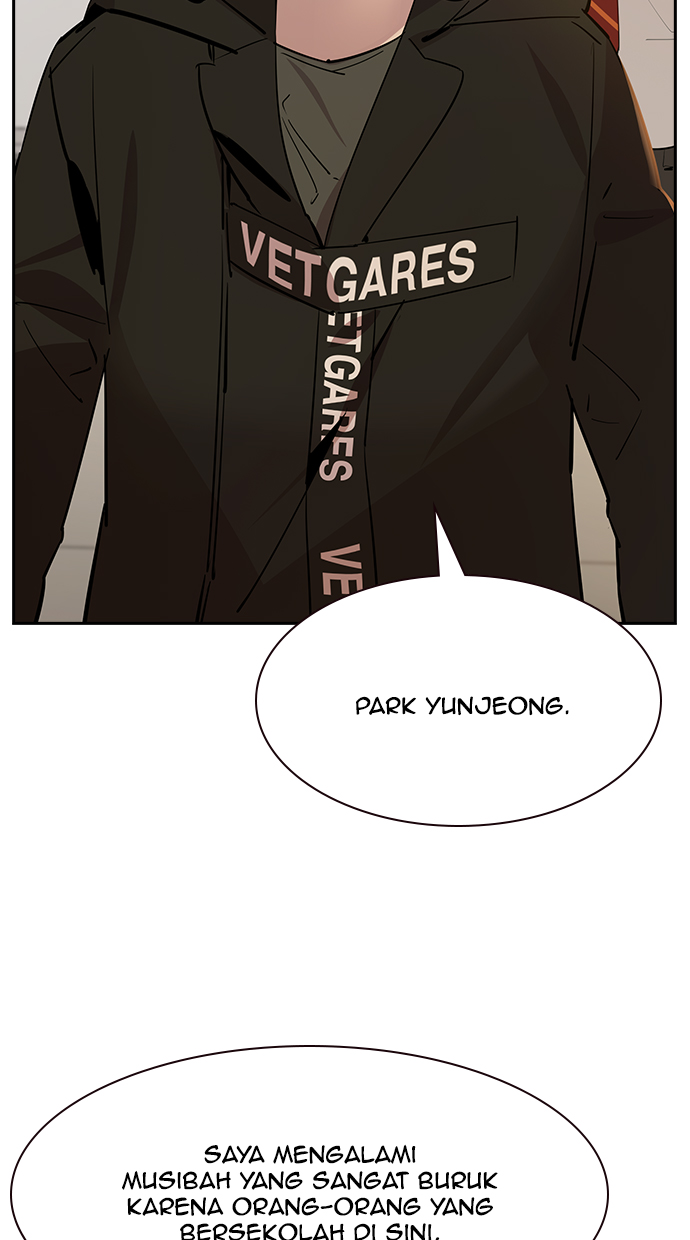 VETGARES
VETGARES
VE
PARK YUNJEONG.
SAYA MENGALAMI
MUSIBAH YANG SANGAT BURUK
KARENA ORANG-ORANG YANG
BERSEKOLAH DI SINI.